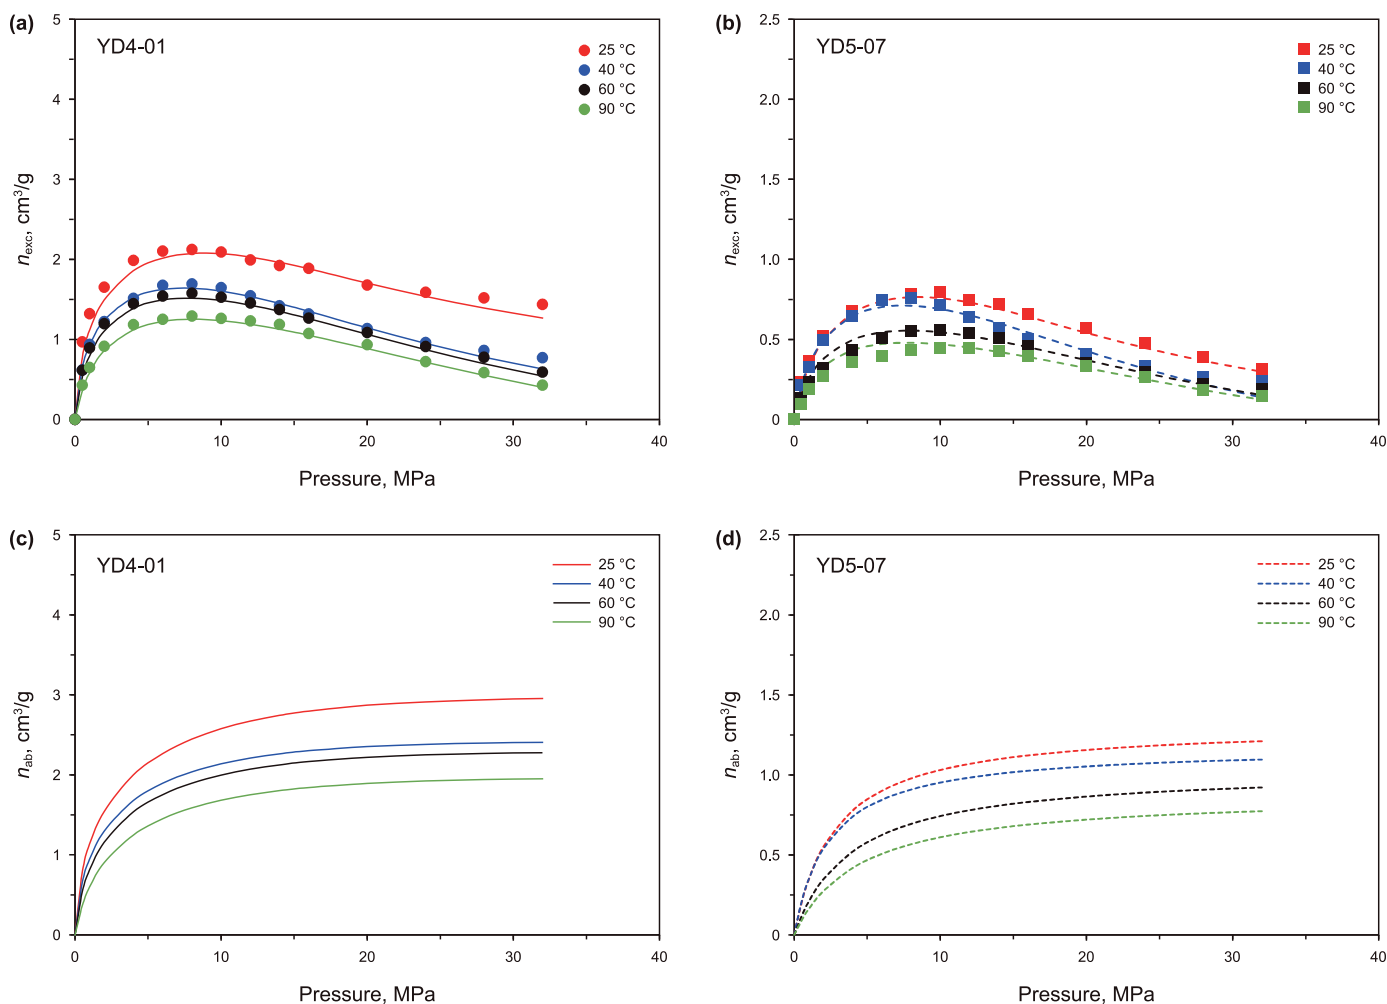 (a)
YD4-01
25 °C
40 °C
60 °C
90 °C
5
4
3
2
1
0
n_exc, cm³/g
0 10 20 30 40
Pressure, MPa
(b)
YD5-07
25 °C
40 °C
60 °C
90 °C
2.5
2.0
1.5
1.0
0.5
0
n_exc, cm³/g
0 10 20 30 40
Pressure, MPa
(c)
YD4-01
25 °C
40 °C
60 °C
90 °C
5
4
3
2
1
0
n_ab, cm³/g
0 10 20 30 40
Pressure, MPa
(d)
YD5-07
25 °C
40 °C
60 °C
90 °C
2.5
2.0
1.5
1.0
0.5
0
n_ab, cm³/g
0 10 20 30 40
Pressure, MPa